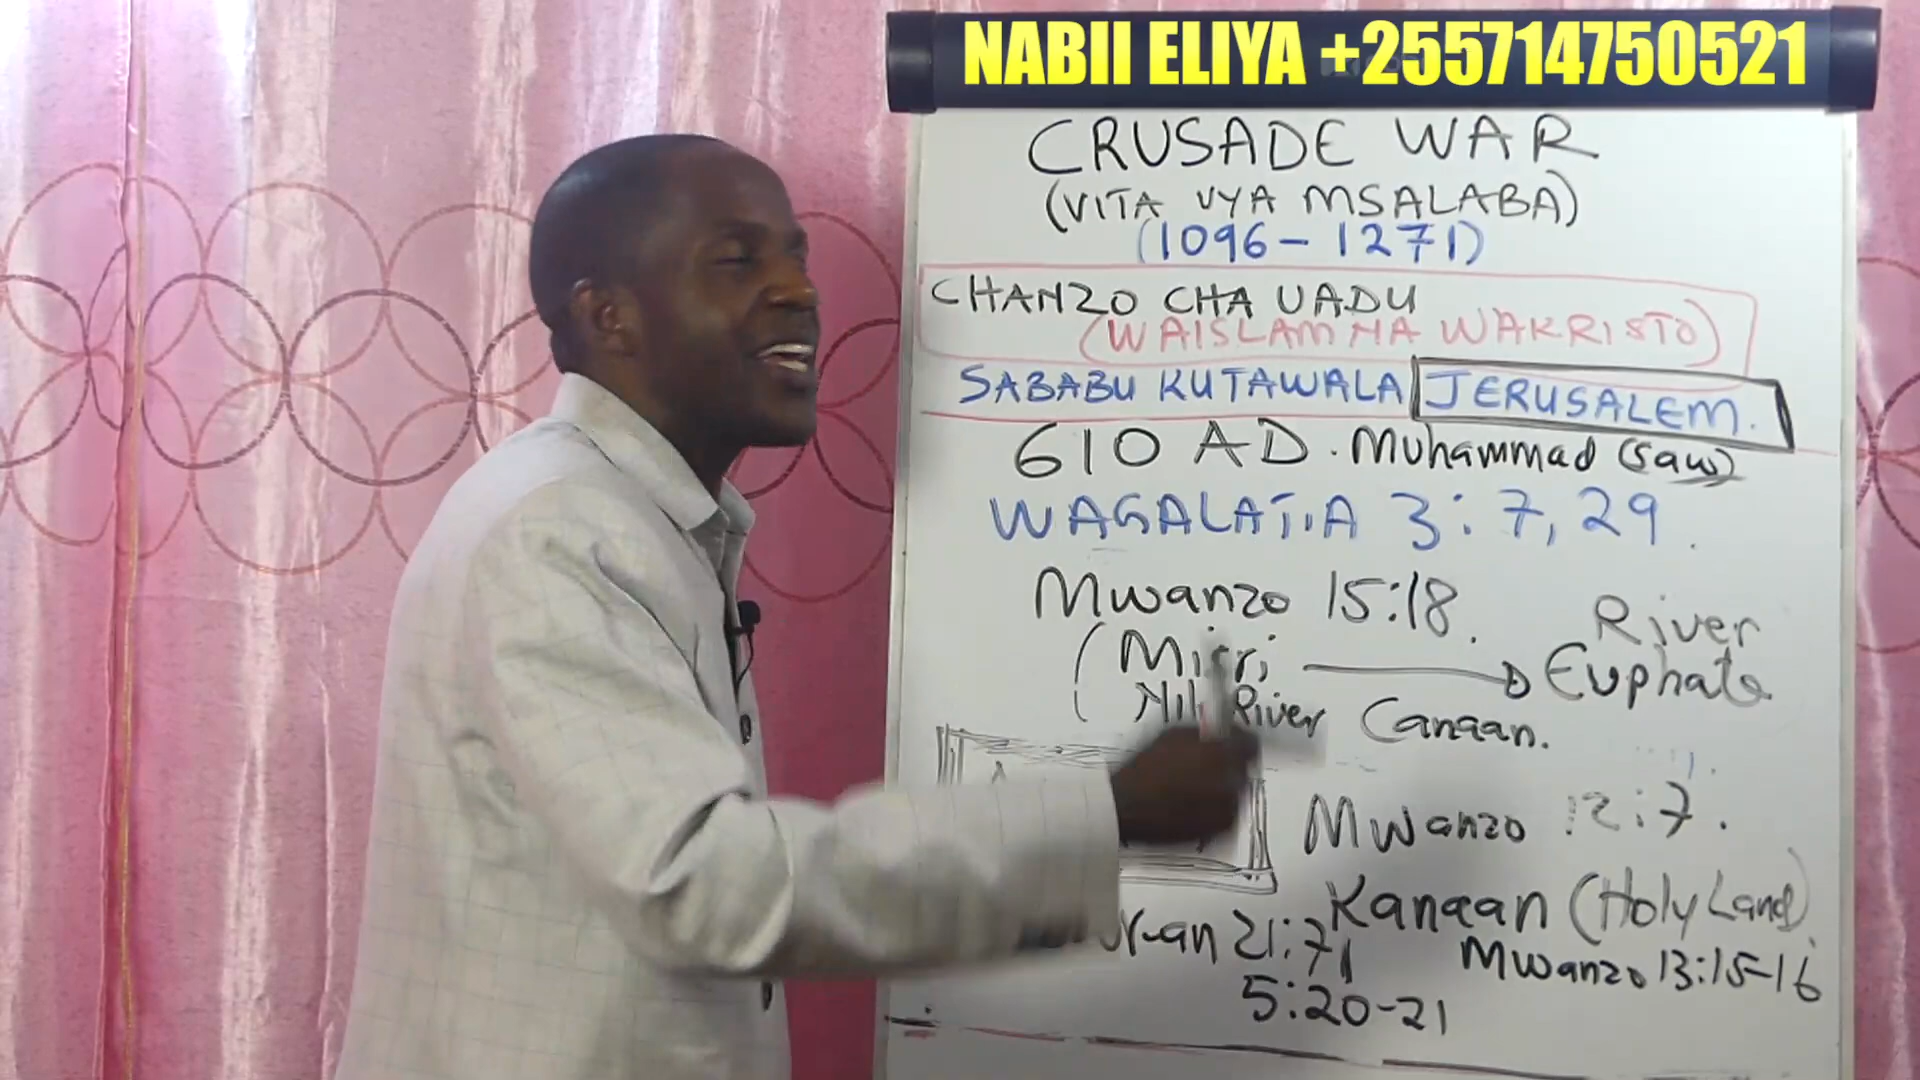 NABII ELIYA +255714750521
CRUSADE WAR
(VITA VYA MSALABA)
(1096 - 1271)
CHANZO CHA UADU
(WAISLAM NA WAKRISTO)
SABABU KUTAWALA JERUSALEM.
610 AD. Muhammad (saw)
WAGALATIA 3:7,29.
Mwanzo 15:18.
(Misri → River Euphate
River Canaan.
Mwanzo 12:7.
Kanaan (Holy Land)
21:71
Mwanzo 13:15-16
5:20-21